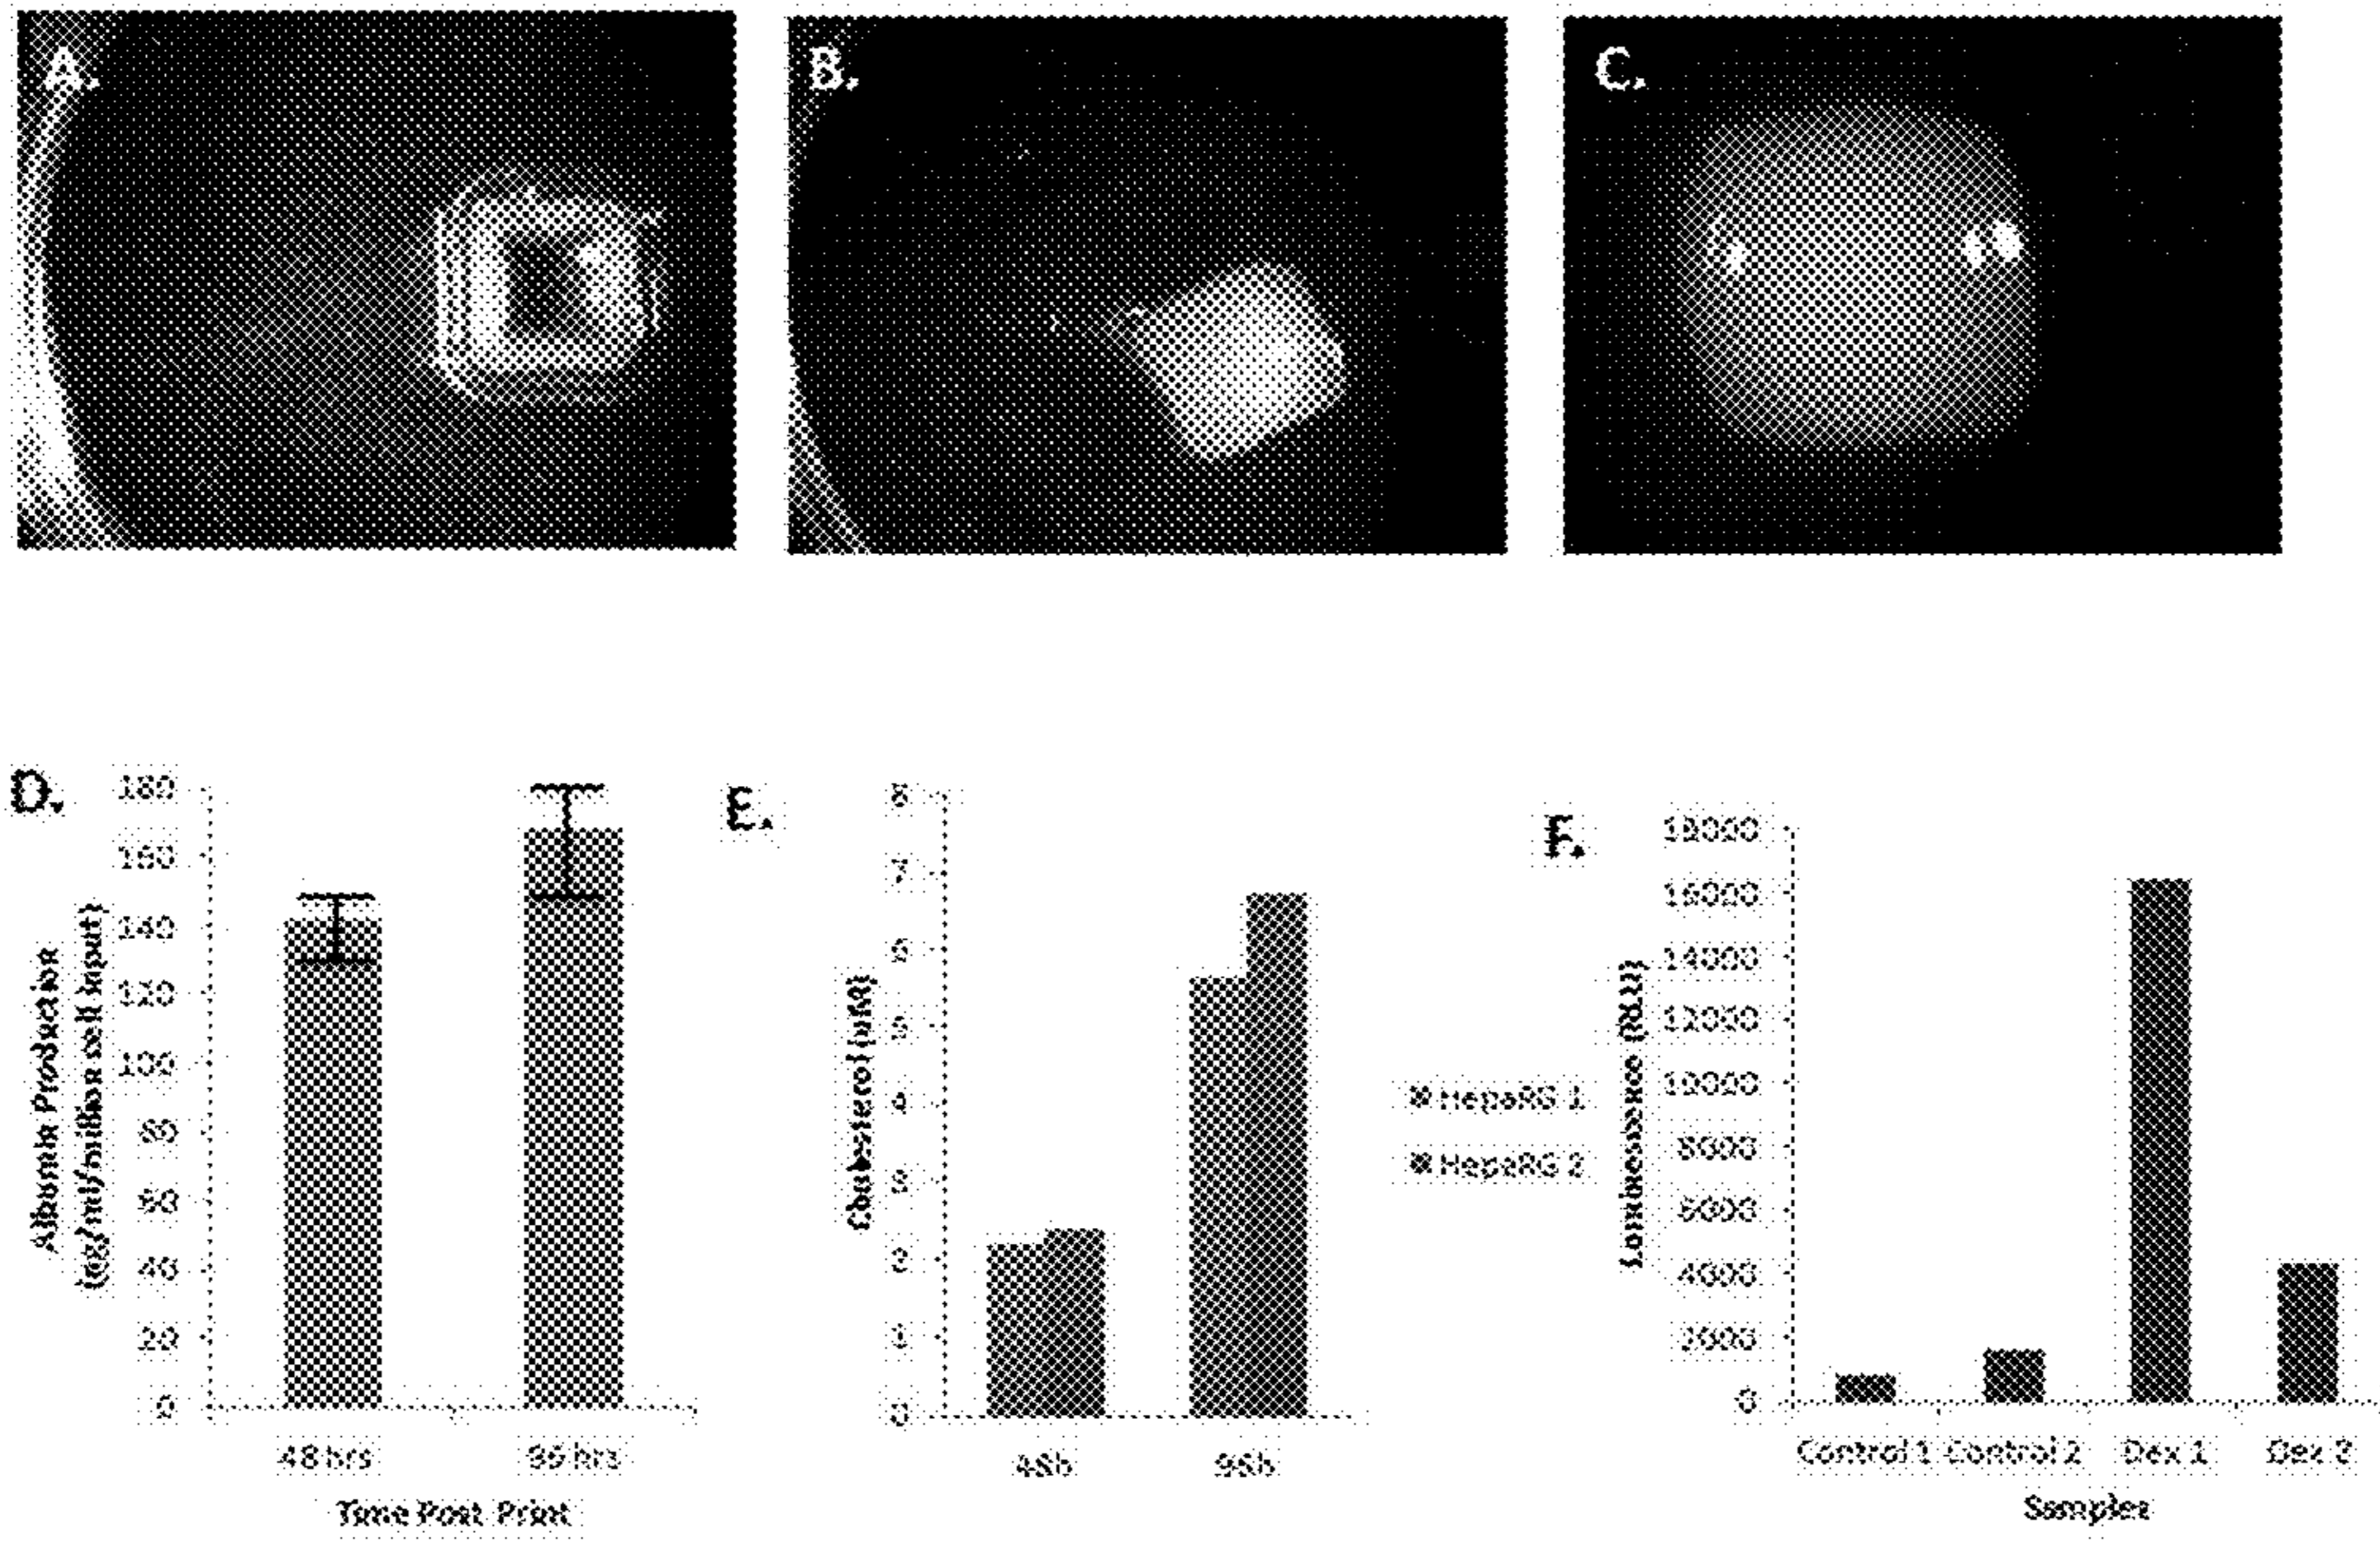 A.
B.
C.
D.
180
160
140
120
100
80
60
40
20
0
Albumin Production
(ng/ml/million cell input)
48 hrs
96 hrs
Time Post Print
E.
8
7
6
5
4
3
2
1
0
Cholesterol (uM)
48h
96h
HepaRG 1
HepaRG 2
F.
18000
16000
14000
12000
10000
8000
6000
4000
2000
0
Luminescence (RLU)
Control 1
Control 2
Dex 1
Dex 2
Samples